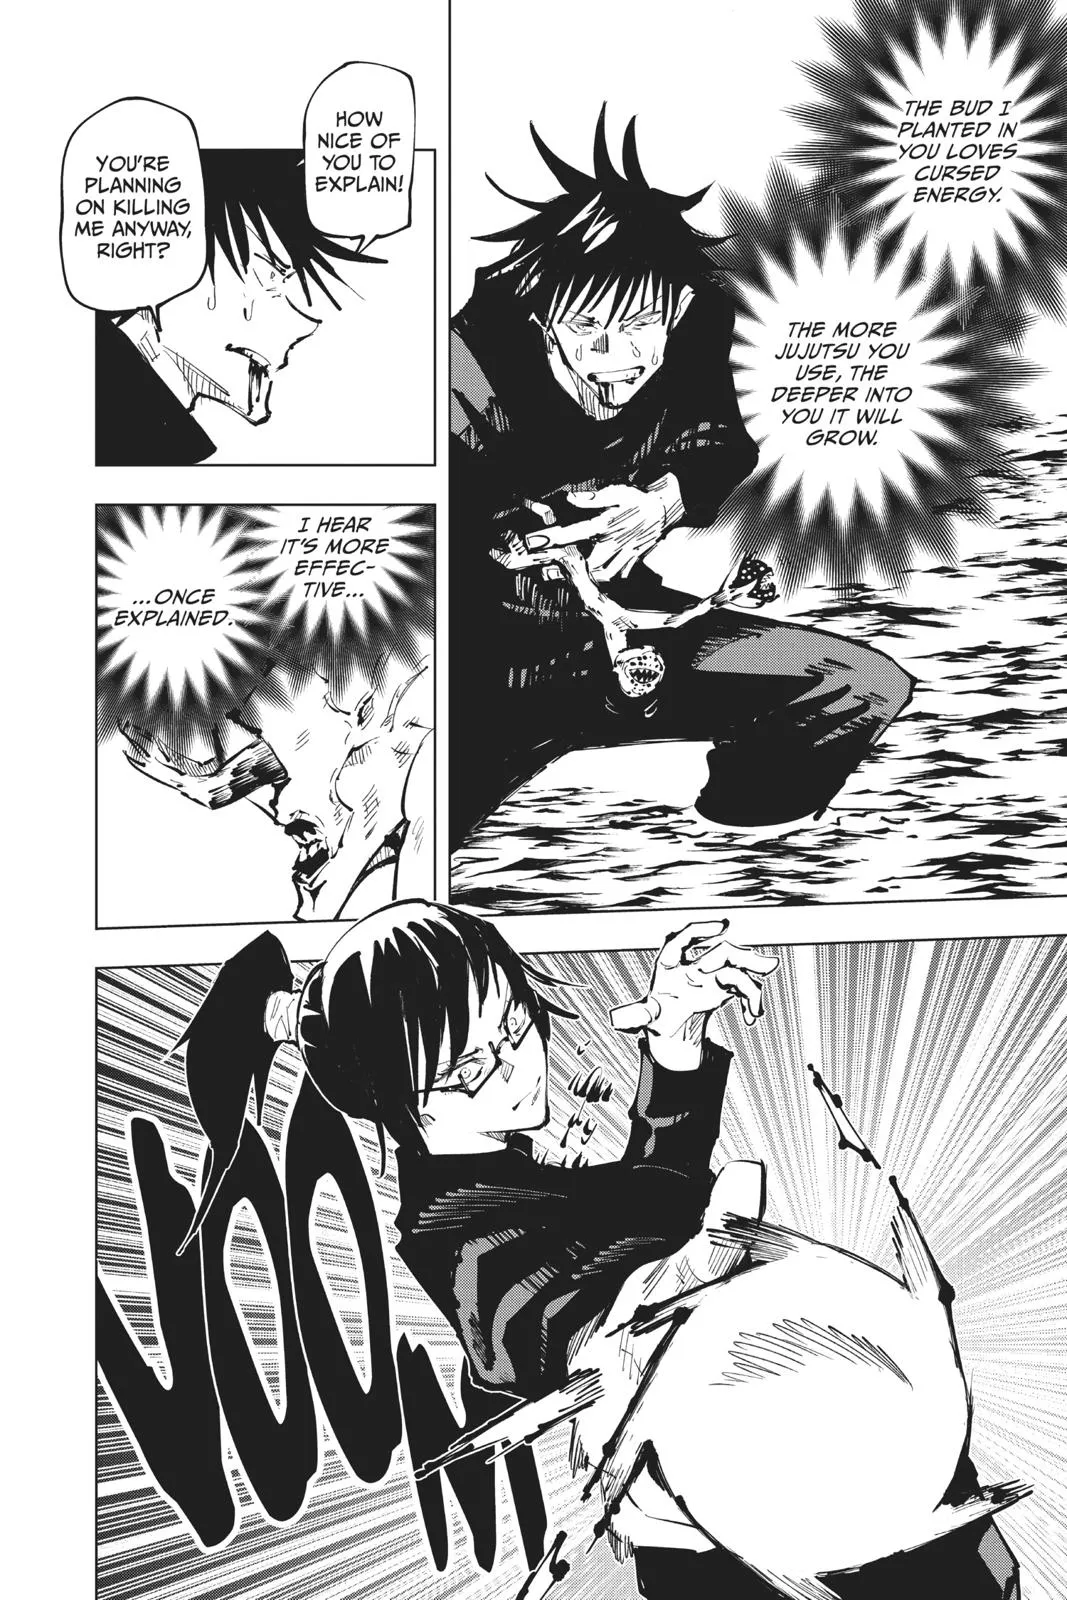 THE BUD I
PLANTED IN
YOU LOVES
CURSED
ENERGY.
THE MORE
JUJUTSU YOU
USE, THE
DEEPER INTO
YOU IT WILL
GROW.
HOW
NICE OF
YOU TO
EXPLAIN!
YOU'RE
PLANNING
ON KILLING
ME ANYWAY,
RIGHT?
I HEAR
IT'S MORE
EFFEC-
TIVE...
...ONCE
EXPLAINED.
VOOM